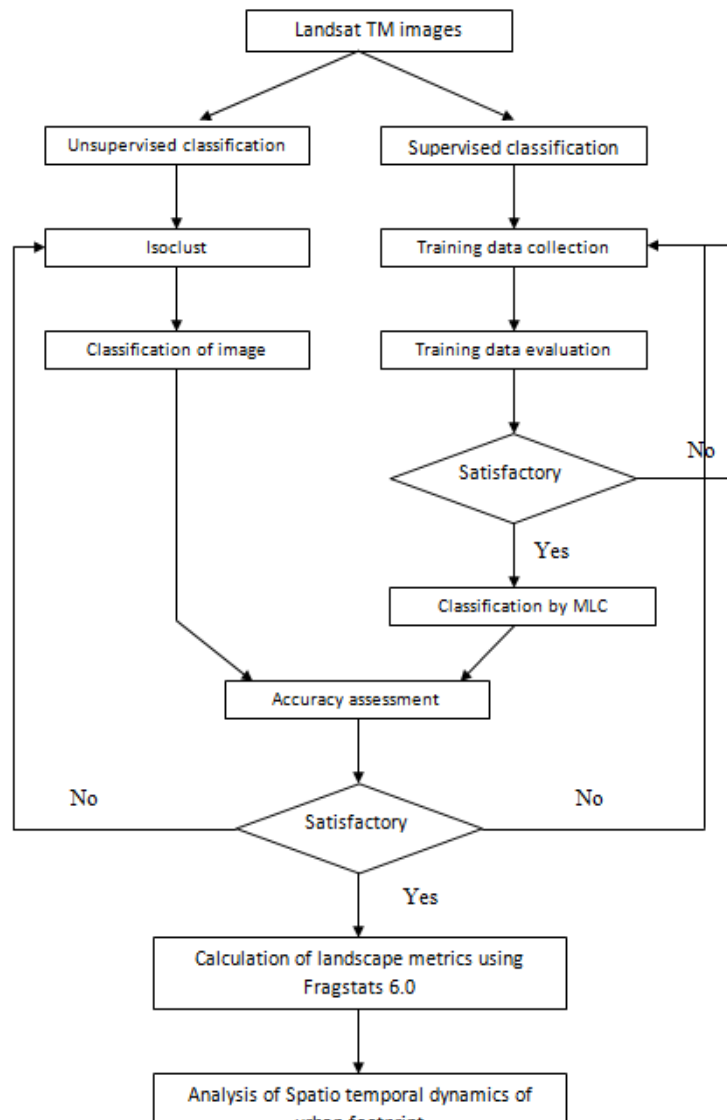 Landsat TM images
Unsupervised classification
Supervised classification
Isoclust
Training data collection
Classification of image
Training data evaluation
Satisfactory
No
Yes
Classification by MLC
Accuracy assessment
No
Satisfactory
No
Yes
Calculation of landscape metrics using
Fragstats 6.0
Analysis of Spatio temporal dynamics of
urban footprint